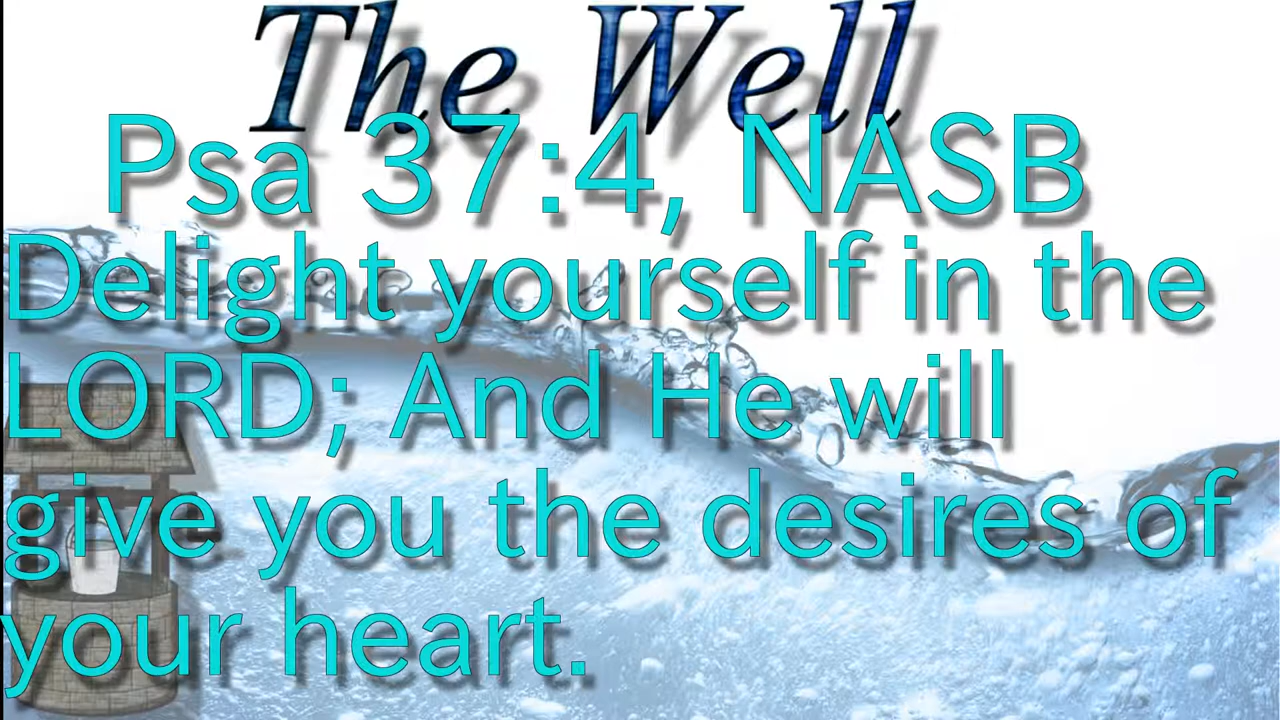 The Well
Psa 37:4, NASB
Delight yourself in the
LORD; And He will
give you the desires of
your heart.